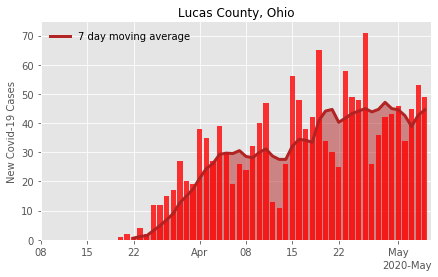 Lucas County, Ohio
7 day moving average
New Covid-19 Cases
70
60
50
40
30
20
10
0
08 15 22 Apr 08 15 22 May
2020-May